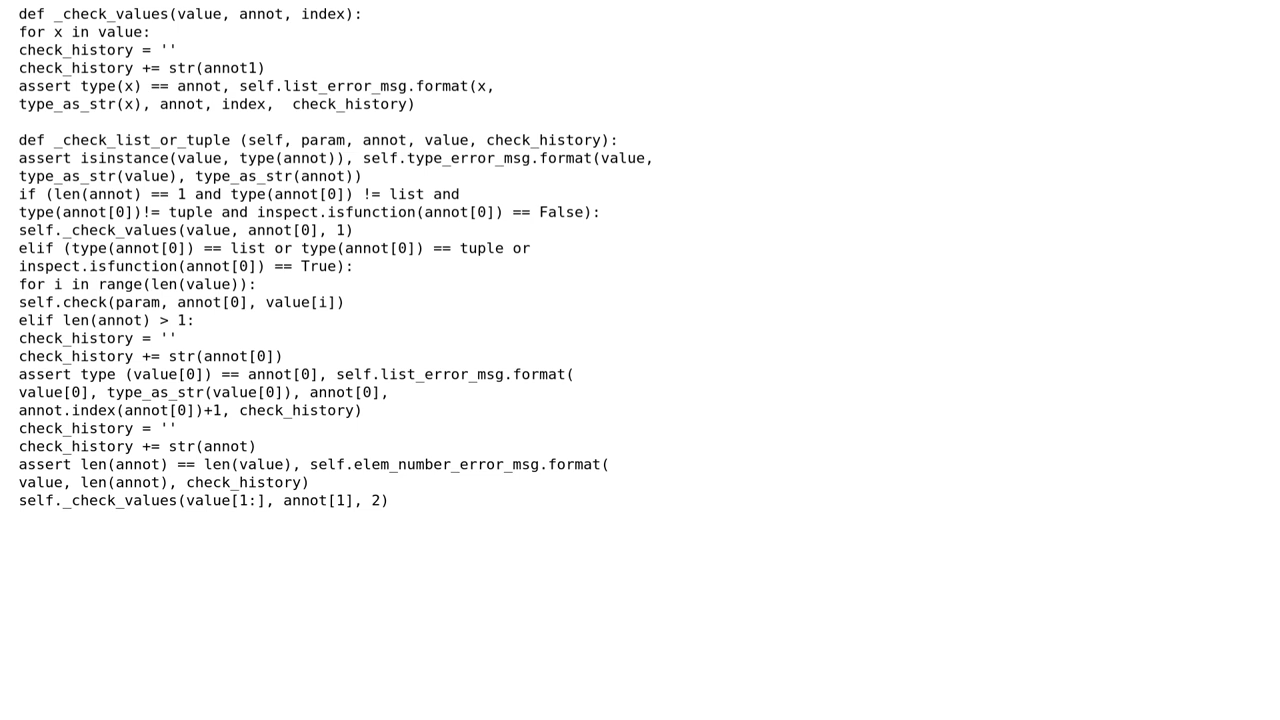 def _check_values(value, annot, index):
for x in value:
check_history = ''
check_history += str(annot1)
assert type(x) == annot, self.list_error_msg.format(x,
type_as_str(x), annot, index,  check_history)

def _check_list_or_tuple (self, param, annot, value, check_history):
assert isinstance(value, type(annot)), self.type_error_msg.format(value,
type_as_str(value), type_as_str(annot))
if (len(annot) == 1 and type(annot[0]) != list and
type(annot[0])!= tuple and inspect.isfunction(annot[0]) == False):
self._check_values(value, annot[0], 1)
elif (type(annot[0]) == list or type(annot[0]) == tuple or
inspect.isfunction(annot[0]) == True):
for i in range(len(value)):
self.check(param, annot[0], value[i])
elif len(annot) > 1:
check_history = ''
check_history += str(annot[0])
assert type (value[0]) == annot[0], self.list_error_msg.format(
value[0], type_as_str(value[0]), annot[0],
annot.index(annot[0])+1, check_history)
check_history = ''
check_history += str(annot)
assert len(annot) == len(value), self.elem_number_error_msg.format(
value, len(annot), check_history)
self._check_values(value[1:], annot[1], 2)